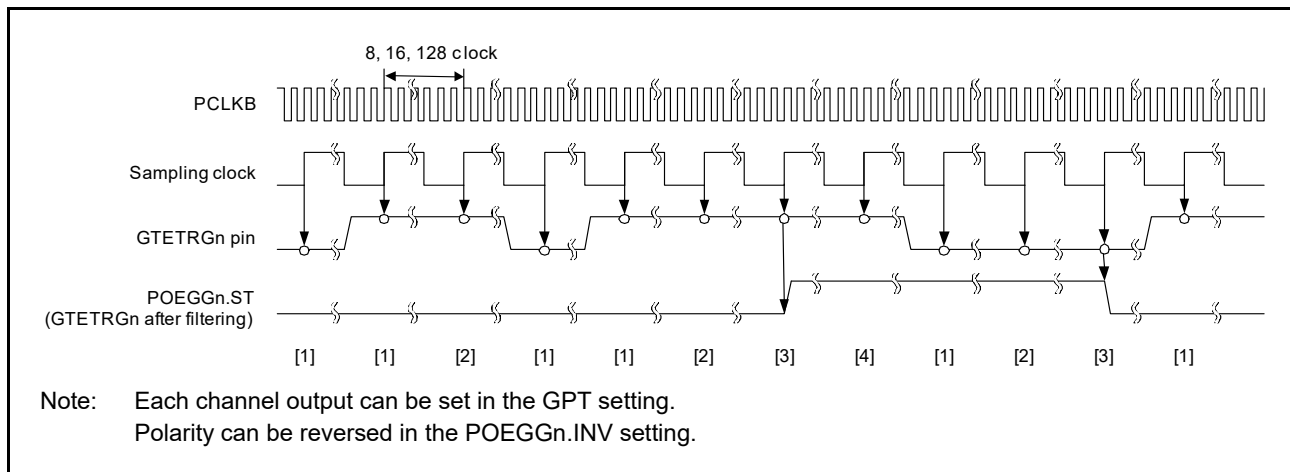 8, 16, 128 clock
PCLKB
Sampling clock
GTETRGn pin
POEGGn.ST
(GTETRGn after filtering)
[1] [1] [2] [1] [1] [2] [3] [4] [1] [2] [3] [1]
Note: Each channel output can be set in the GPT setting.
Polarity can be reversed in the POEGGn.INV setting.